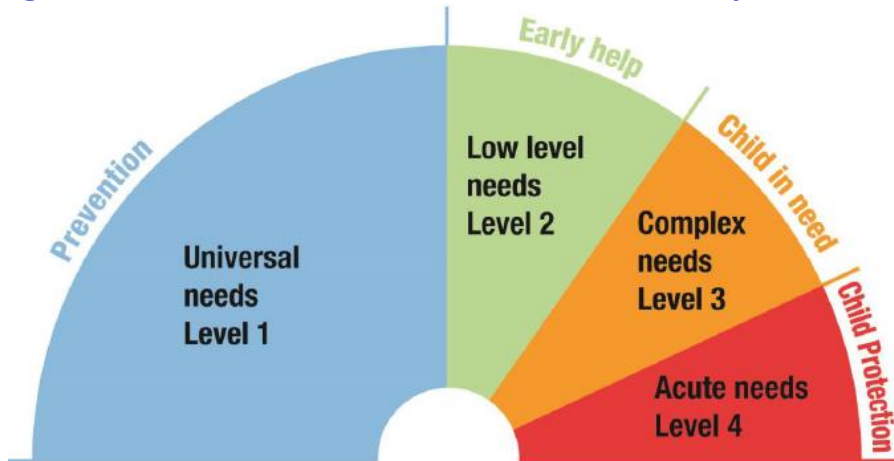 Prevention
Early help
Child in need
Child Protection
Universal
needs
Level 1
Low level
needs
Level 2
Complex
needs
Level 3
Acute needs
Level 4